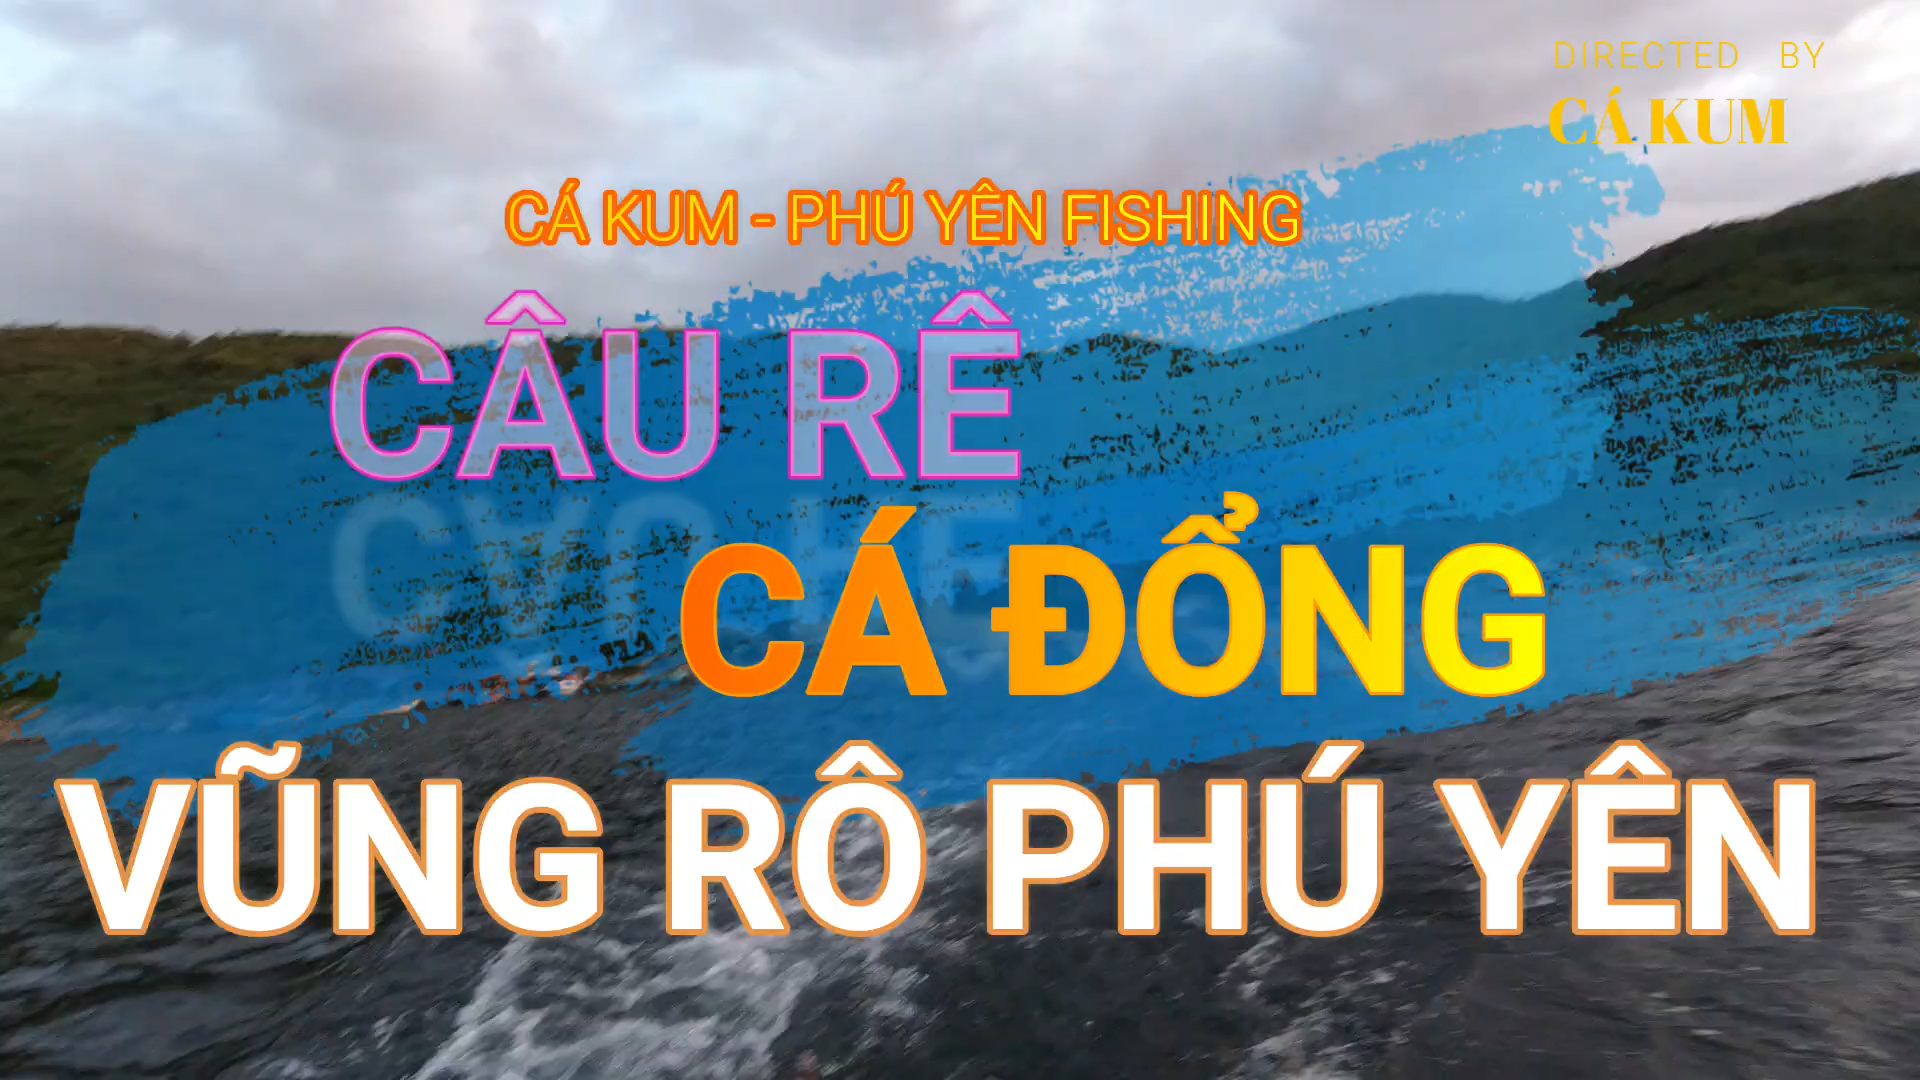 DIRECTED BY
CÁ KUM
CÁ KUM - PHÚ YÊN FISHING
CÂU RÊ
CÁ ĐỔNG
VŨNG RÔ PHÚ YÊN